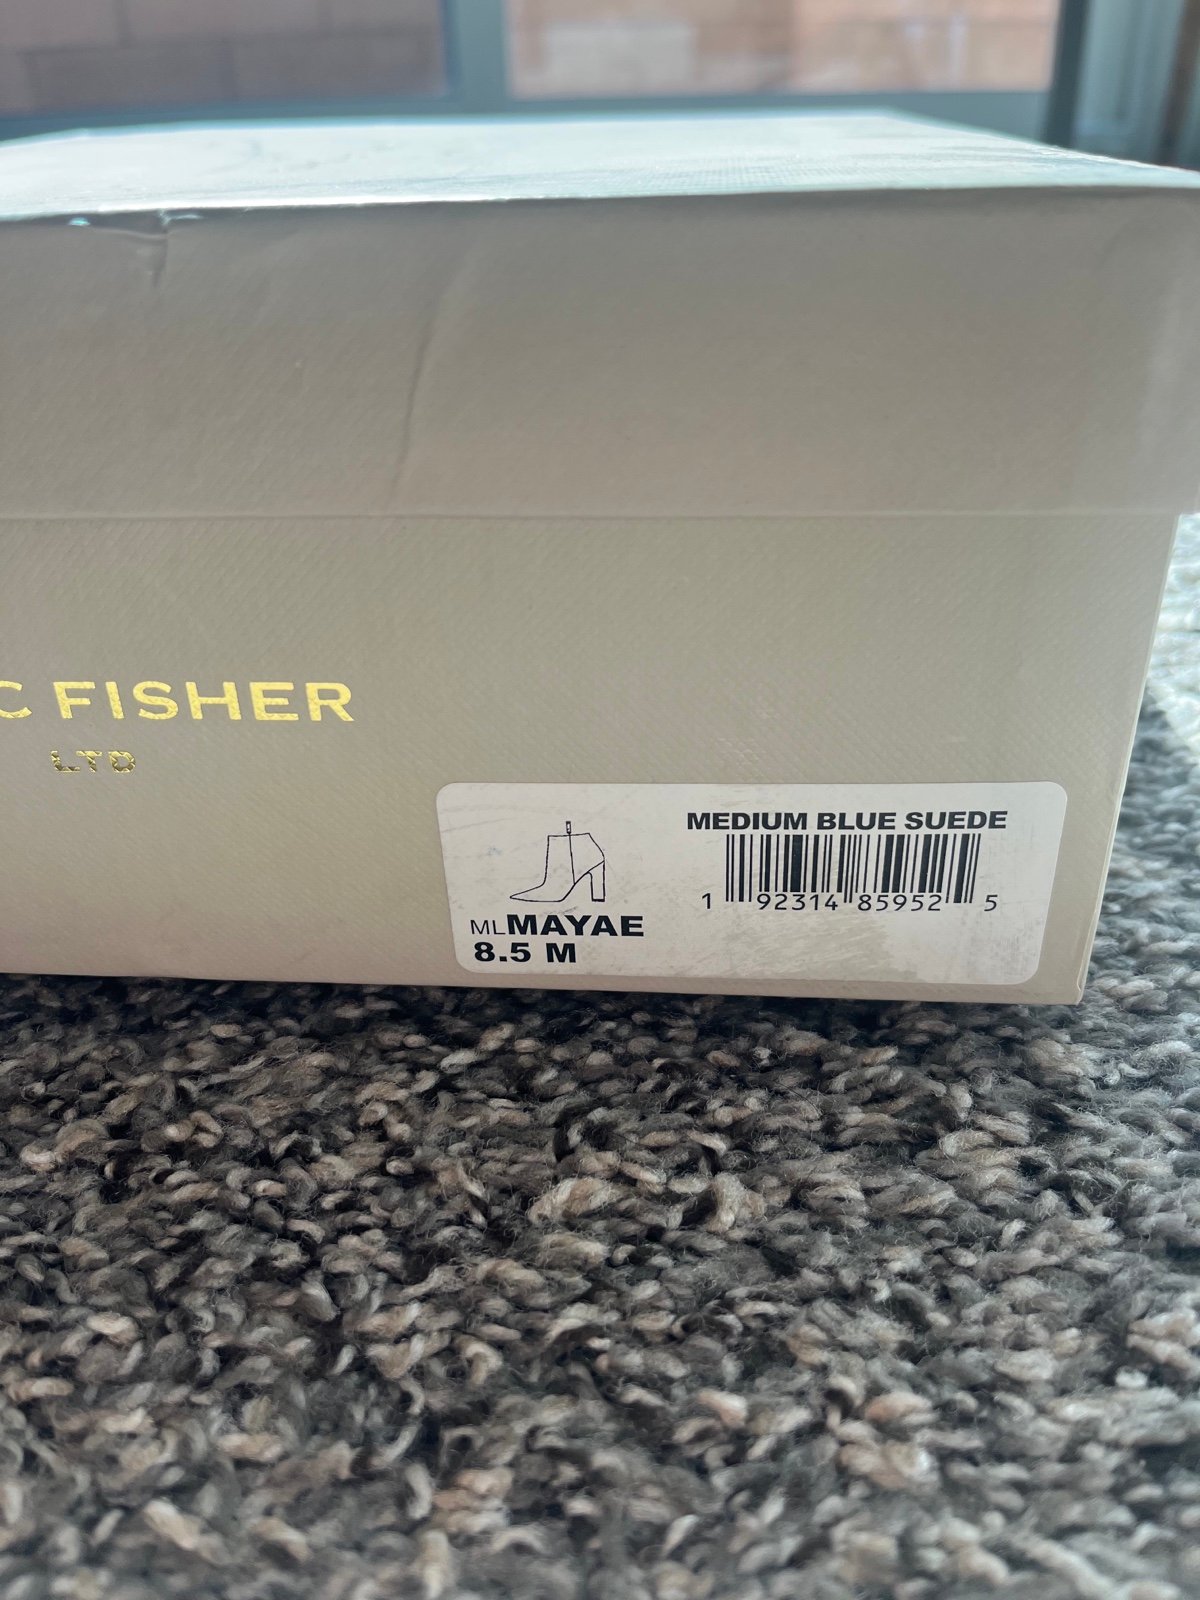 C FISHER
LTD
MEDIUM BLUE SUEDE
1 92314 85952 5
MLMAYAE
8.5 M